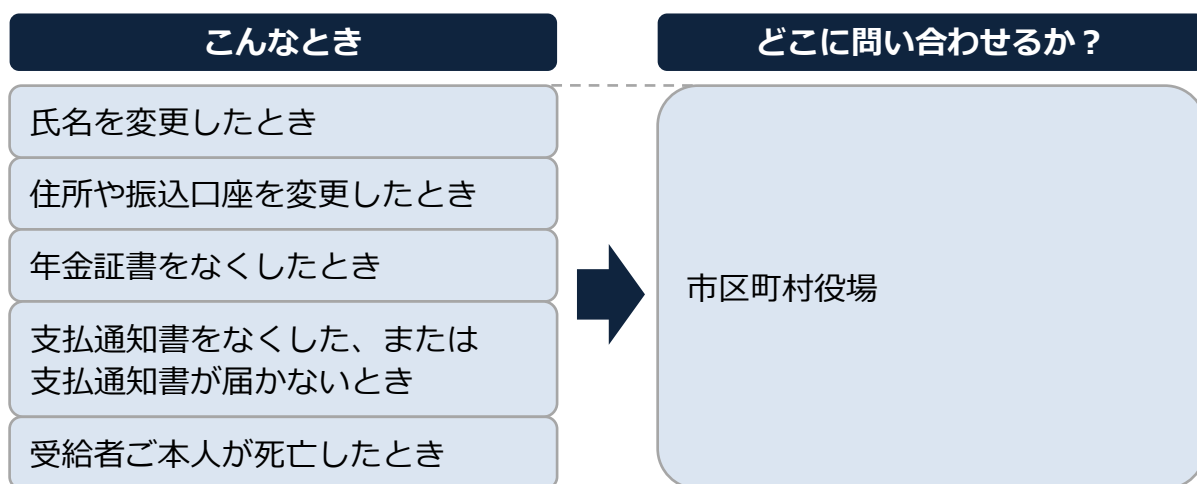 こんなとき
どこに問い合わせるか？
氏名を変更したとき
住所や振込口座を変更したとき
年金証書をなくしたとき
支払通知書をなくした、または
支払通知書が届かないとき
受給者ご本人が死亡したとき
市区町村役場